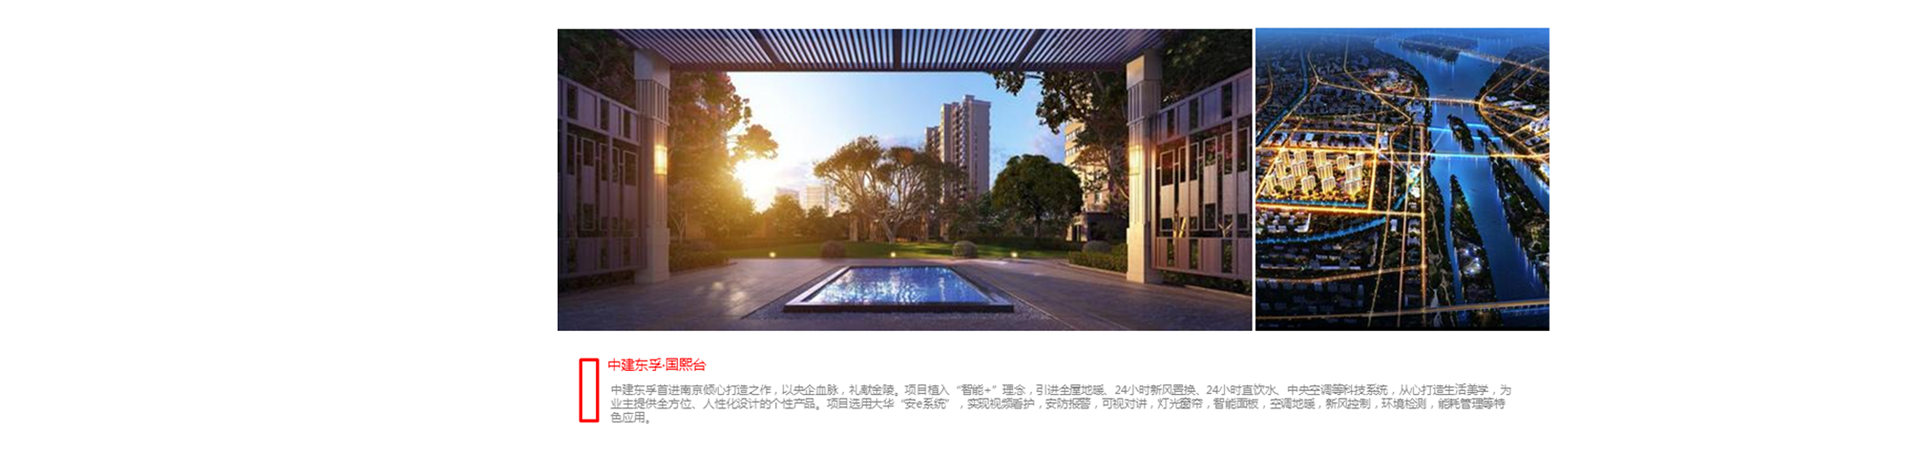 中建东孚·国熙台
中建东孚首进南京倾心打造之作，以央企血脉，礼献金陵。项目植入“智能+”理念，引进全屋地暖、24小时新风置换、24小时直饮水、中央空调等科技系统，从心打造生活美学，为
业主提供全方位、人性化设计的个性产品。项目选用大华“安e系统”，实现视频看护，安防报警，可视对讲，灯光窗帘，智能面板，空调地暖，新风控制，环境检测，能耗管理等特
色应用。